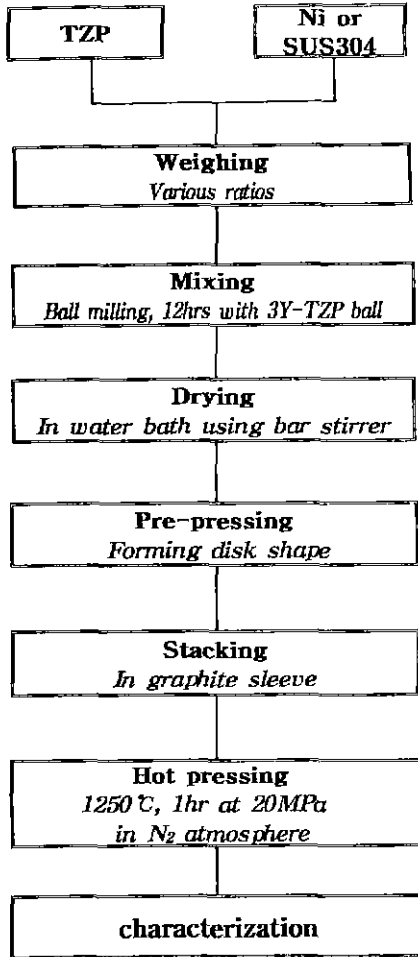 TZP
Ni or
SUS304
Weighing
Various ratios
Mixing
Ball milling, 12hrs with 3Y-TZP ball
Drying
In water bath using bar stirrer
Pre-pressing
Forming disk shape
Stacking
In graphite sleeve
Hot pressing
1250℃, 1hr at 20MPa
in N₂ atmosphere
characterization